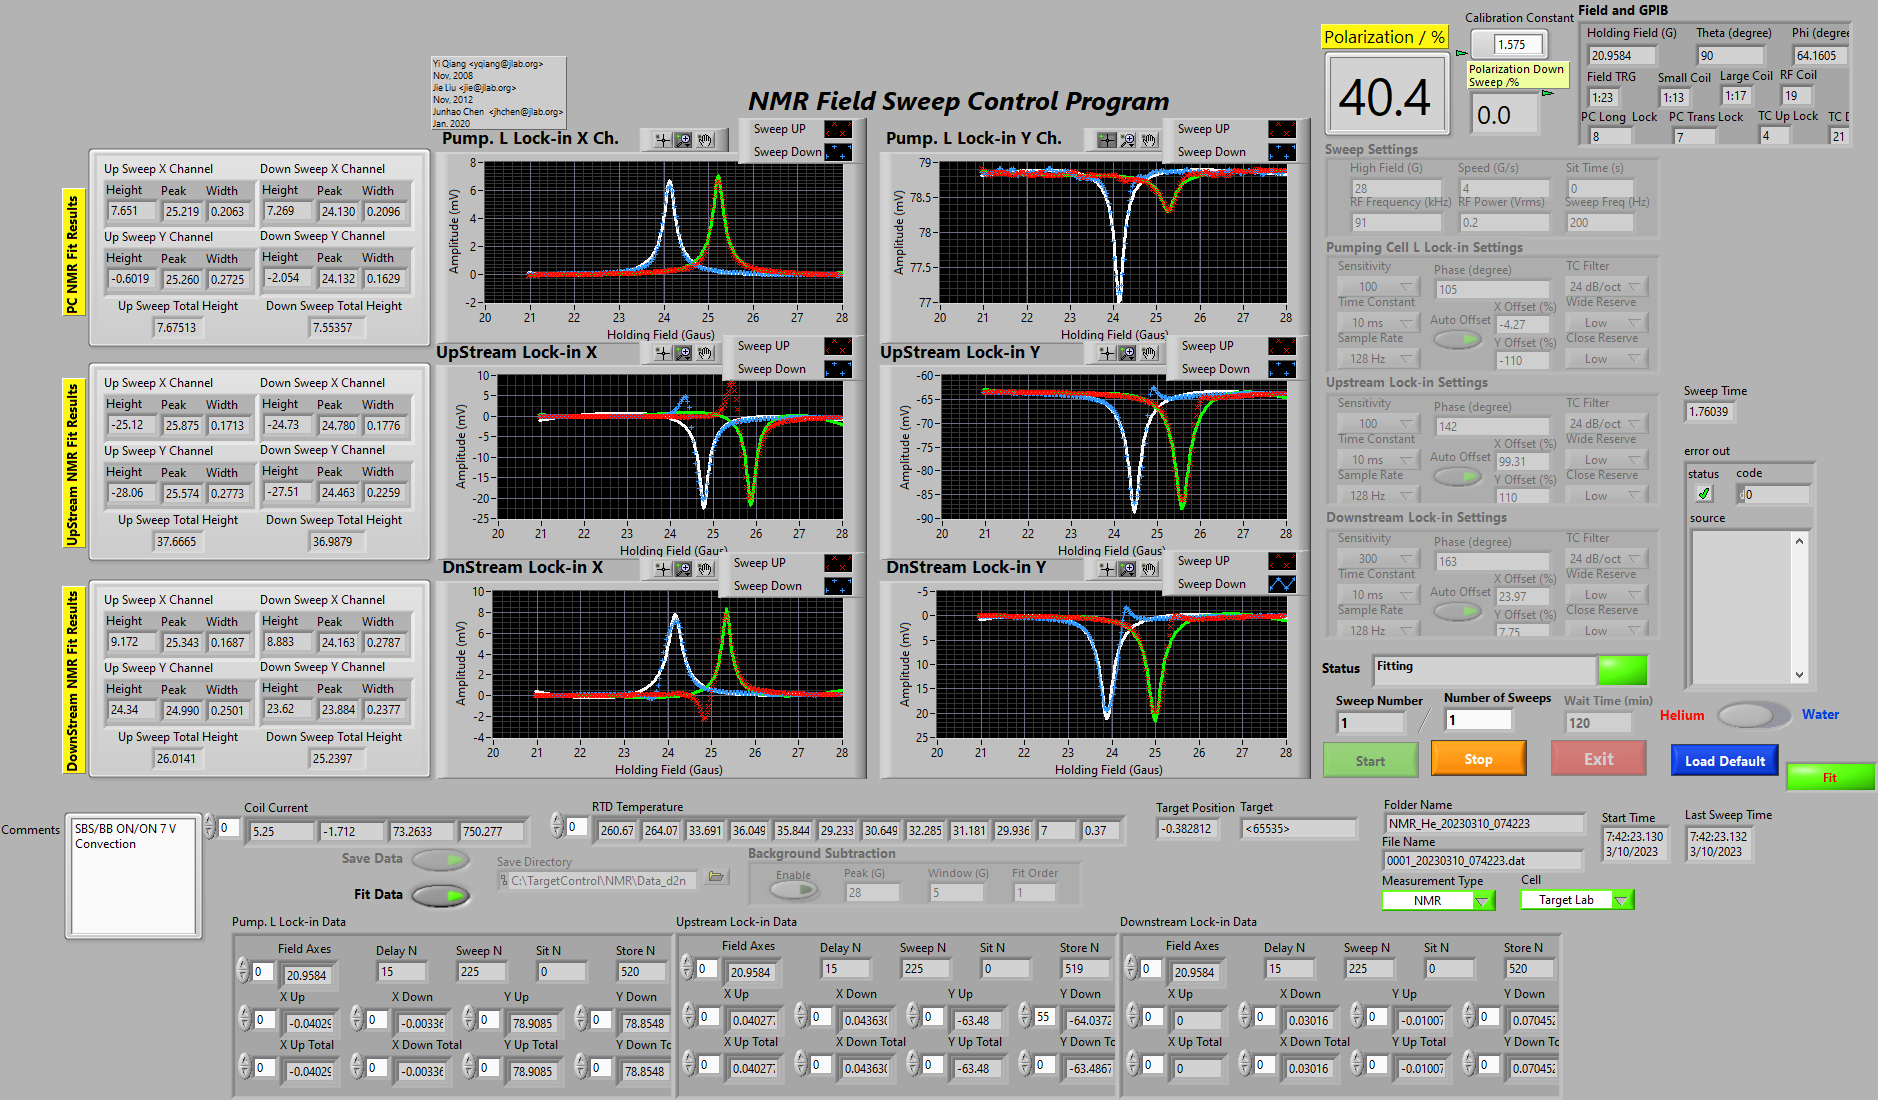 Yi Qiang <yqiang@jlab.org>
Nov, 2008
Jie Liu <jie@jlab.org>
Nov, 2012
Junhao Chen <jhchen@jlab.org>
Jan. 2020
NMR Field Sweep Control Program
Polarization / %
40.4
Calibration Constant
1.575
Polarization Down Sweep /%
0.0
Field and GPIB
Holding Field (G) Theta (degree) Phi (degree
20.9584 90 64.1605
Field TRG Small Coil Large Coil RF Coil
1:23 1:13 1:17 19
PC Long Lock PC Trans Lock TC Up Lock TC D
8 7 4 21
PC NMR Fit Results
Up Sweep X Channel Down Sweep X Channel
Height Peak Width Height Peak Width
7.651 25.219 0.2063 7.269 24.130 0.2096
Up Sweep Y Channel Down Sweep Y Channel
Height Peak Width Height Peak Width
-0.6019 25.260 0.2725 -2.054 24.132 0.1629
Up Sweep Total Height Down Sweep Total Height
7.67513 7.55357
UpStream NMR Fit Results
Up Sweep X Channel Down Sweep X Channel
Height Peak Width Height Peak Width
-25.12 25.875 0.1713 -24.73 24.780 0.1776
Up Sweep Y Channel Down Sweep Y Channel
Height Peak Width Height Peak Width
-28.06 25.574 0.2773 -27.51 24.463 0.2259
Up Sweep Total Height Down Sweep Total Height
37.6665 36.9879
DownStream NMR Fit Results
Up Sweep X Channel Down Sweep X Channel
Height Peak Width Height Peak Width
9.172 25.343 0.1687 8.883 24.163 0.2787
Up Sweep Y Channel Down Sweep Y Channel
Height Peak Width Height Peak Width
24.34 24.990 0.2501 23.62 23.884 0.2377
Up Sweep Total Height Down Sweep Total Height
26.0141 25.2397
Pump. L Lock-in X Ch.
Sweep UP
Sweep Down
Amplitude (mV)
8
6
4
2
0
-2
20 21 22 23 24 25 26 27 28
Holding Field (Gaus)
Pump. L Lock-in Y Ch.
Sweep UP
Sweep Down
Amplitude (mV)
79
78.5
78
77.5
77
20 21 22 23 24 25 26 27 28
Holding Field (Gaus)
UpStream Lock-in X
Sweep UP
Sweep Down
Amplitude (mV)
10
5
0
-5
-10
-15
-20
-25
20 21 22 23 24 25 26 27 28
Holding Field (Gaus)
UpStream Lock-in Y
Sweep UP
Sweep Down
Amplitude (mV)
-60
-65
-70
-75
-80
-85
-90
20 21 22 23 24 25 26 27 28
Holding Field (Gaus)
DnStream Lock-in X
Sweep UP
Sweep Down
Amplitude (mV)
10
8
6
4
2
0
-2
-4
20 21 22 23 24 25 26 27 28
Holding Field (Gaus)
DnStream Lock-in Y
Sweep UP
Sweep Down
Amplitude (mV)
-5
0
5
10
15
20
25
20 21 22 23 24 25 26 27 28
Holding Field (Gaus)
Sweep Settings
High Field (G) Speed (G/s) Sit Time (s)
28 4 0
RF Frequency (kHz) RF Power (Vrms) Sweep Freq (Hz)
91 0.2 200
Pumping Cell L Lock-in Settings
Sensitivity Phase (degree) TC Filter
100 105 24 dB/oct
Time Constant X Offset (%) Wide Reserve
10 ms Auto Offset -4.27 Low
Sample Rate Y Offset (%) Close Reserve
128 Hz -110 Low
Upstream Lock-in Settings
Sensitivity Phase (degree) TC Filter
100 142 24 dB/oct
Time Constant X Offset (%) Wide Reserve
10 ms Auto Offset 99.31 Low
Sample Rate Y Offset (%) Close Reserve
128 Hz 110 Low
Downstream Lock-in Settings
Sensitivity Phase (degree) TC Filter
300 163 24 dB/oct
Time Constant X Offset (%) Wide Reserve
10 ms Auto Offset 23.97 Low
Sample Rate Y Offset (%) Close Reserve
128 Hz 7.75 Low
Sweep Time
1.76039
error out
status code
0
source
Status Fitting
Sweep Number Number of Sweeps Wait Time (min)
1 / 1 120
Helium Water
Start Stop Exit Load Default Fit
Comments
SBS/BB ON/ON 7 V
Convection
Coil Current
0 5.25 -1.712 73.2633 750.277
RTD Temperature
0 260.67 264.07 33.691 36.049 35.844 29.233 30.649 32.285 31.181 29.936 7 0.37
Target Position Target
-0.382812 <65535>
Folder Name
NMR_He_20230310_074223
File Name
0001_20230310_074223.dat
Start Time
7:42:23.130
3/10/2023
Last Sweep Time
7:42:23.132
3/10/2023
Save Data
Fit Data
Save Directory
C:\TargetControl\NMR\Data_d2n
Background Subtraction
Enable Peak (G) Window (G) Fit Order
28 5 1
Measurement Type Cell
NMR Target Lab
Pump. L Lock-in Data
Field Axes Delay N Sweep N Sit N Store N
0 20.9584 15 225 0 520
X Up X Down Y Up Y Down
0 -0.04029 0 -0.00336 0 78.9085 0 78.8548
X Up Total X Down Total Y Up Total Y Down To
0 -0.04029 0 -0.00336 0 78.9085 0 78.8548
Upstream Lock-in Data
Field Axes Delay N Sweep N Sit N Store N
0 20.9584 15 225 0 519
X Up X Down Y Up Y Down
0 0.040277 0 0.043630 0 -63.48 55 -64.0372
X Up Total X Down Total Y Up Total Y Down To
0 0.040277 0 0.043630 0 -63.48 0 -63.4867
Downstream Lock-in Data
Field Axes Delay N Sweep N Sit N Store N
0 20.9584 15 225 0 520
X Up X Down Y Up Y Down
0 0 0 0.03016 0 -0.01007 0 0.070452
X Up Total X Down Total Y Up Total Y Down To
0 0 0 0.03016 0 -0.01007 0 0.070452